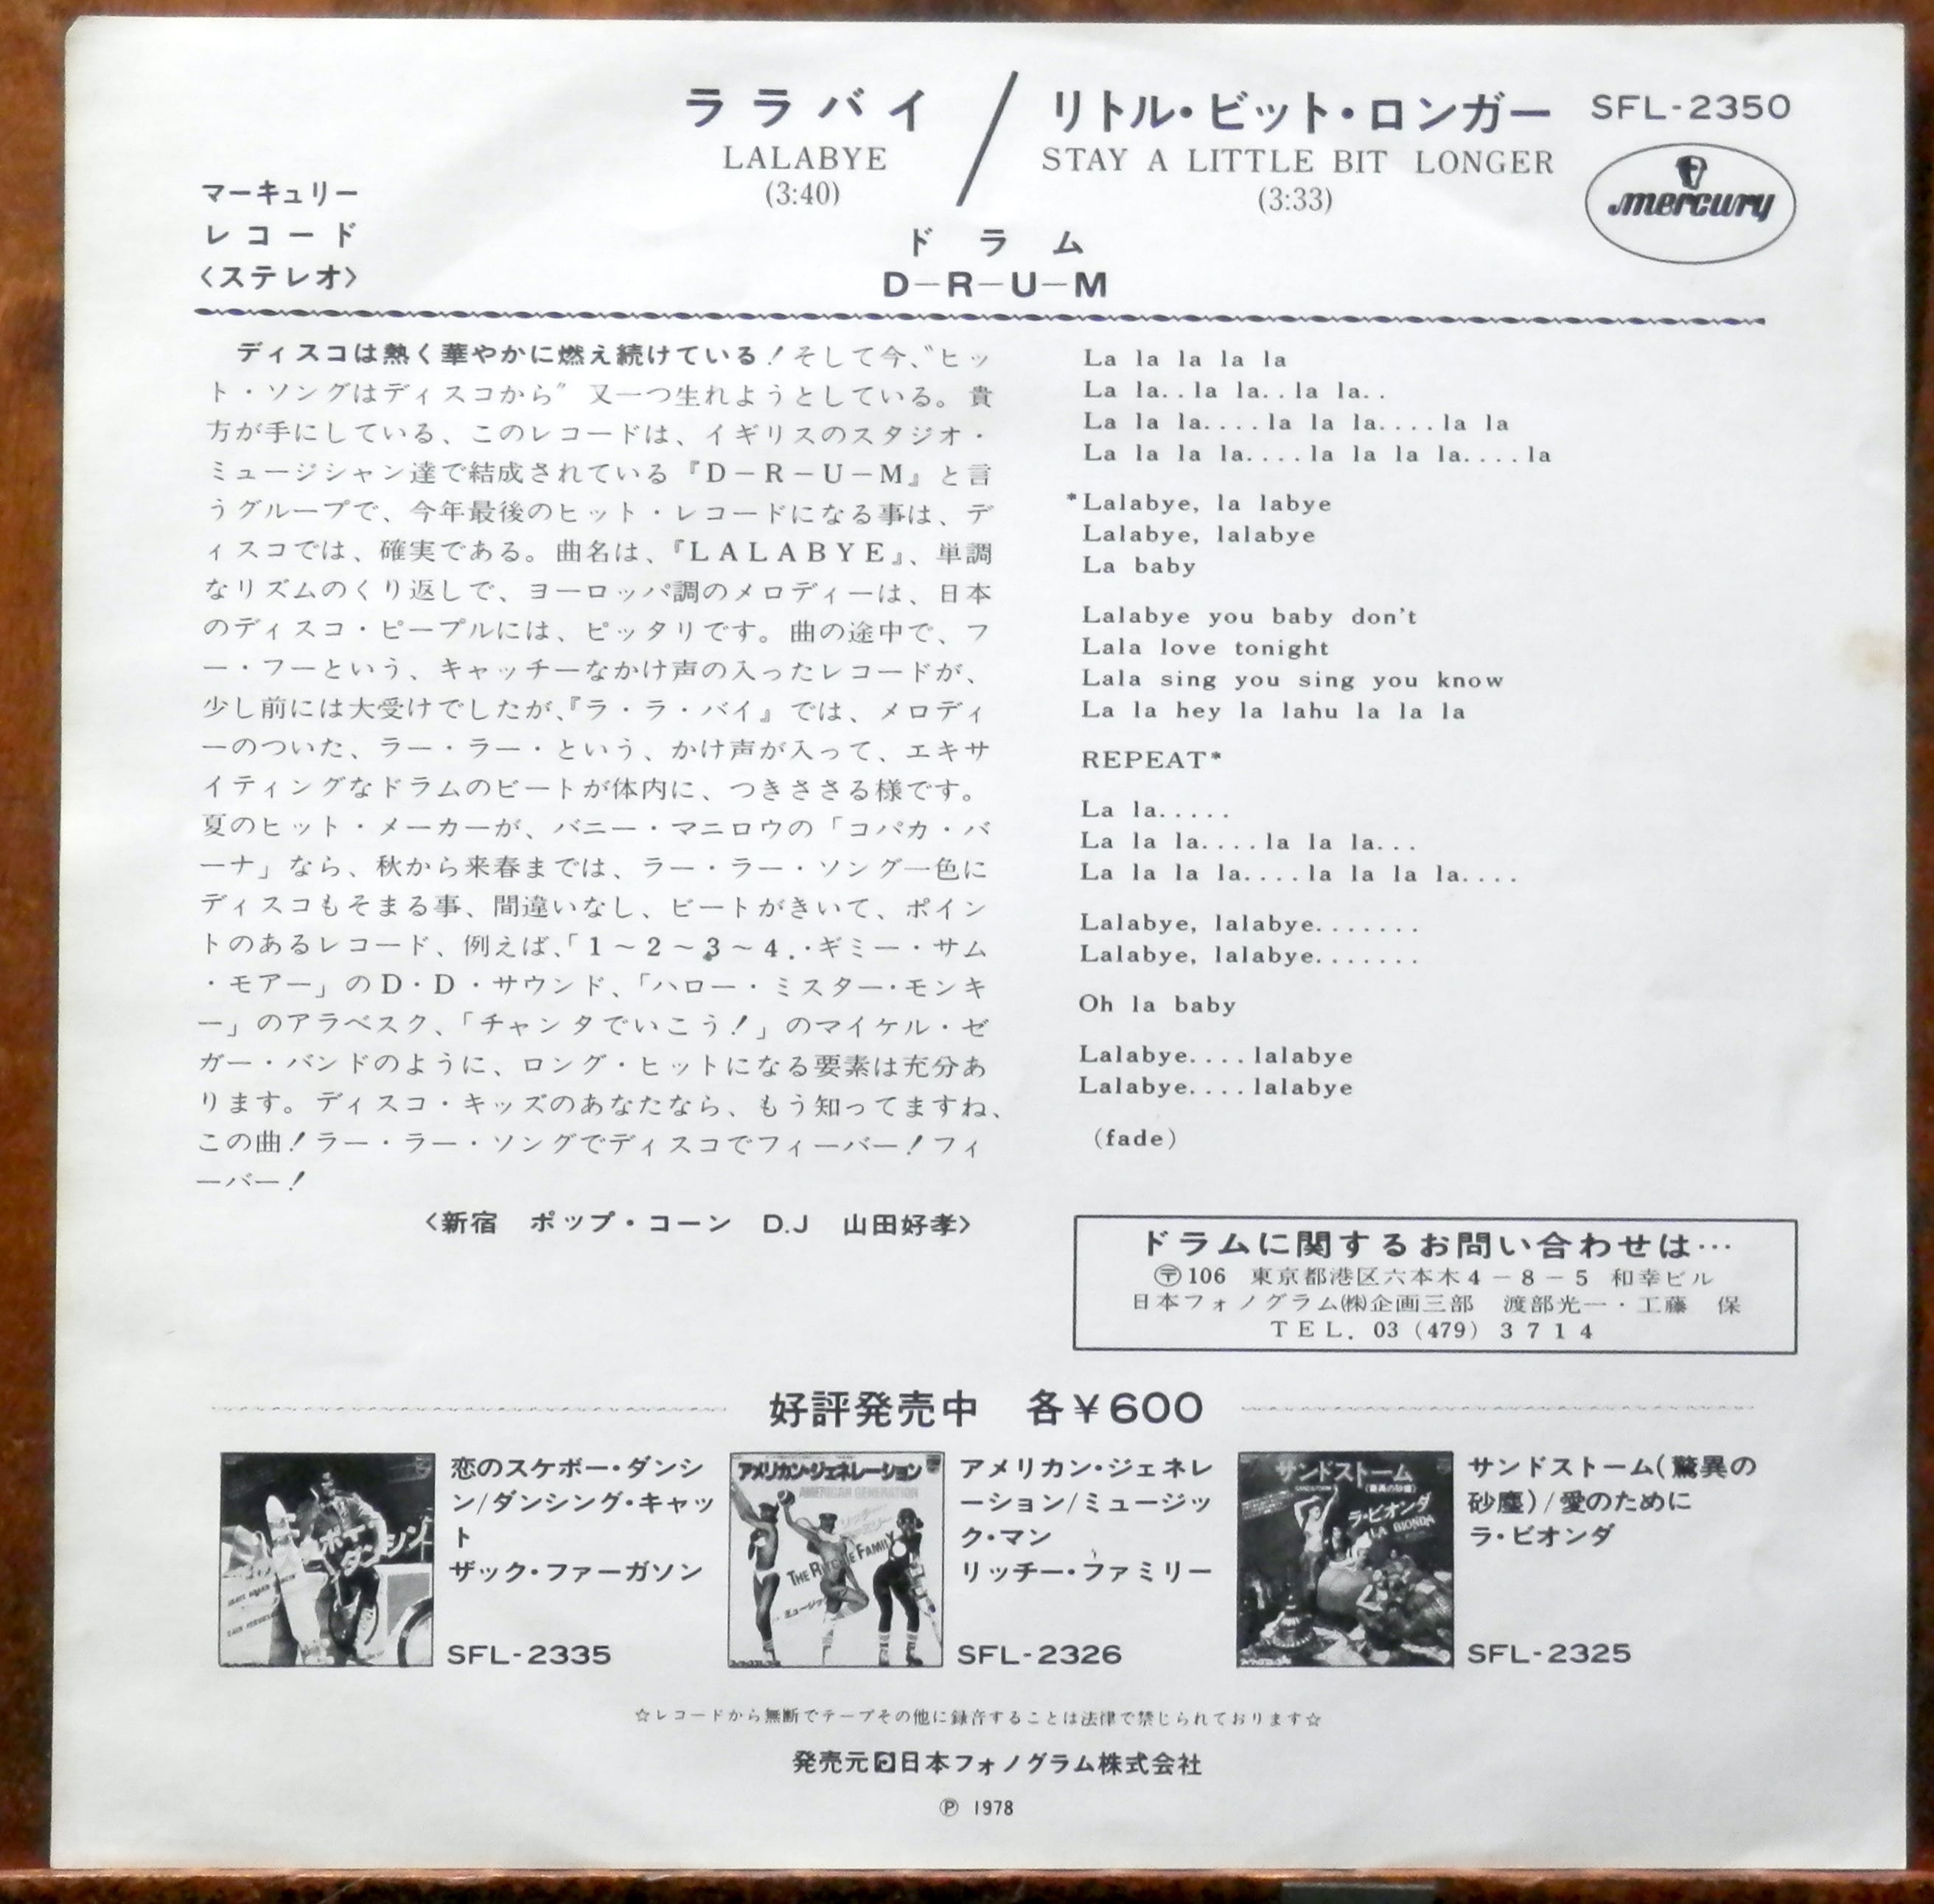 ララバイ／リトル・ビット・ロンガー SFL-2350
LALABYE STAY A LITTLE BIT LONGER
(3:40) (3:33)
mercury
マーキュリー
レコード
〈ステレオ〉
ドラム
D-R-U-M
ディスコは熱く華やかに燃え続けている！そして今、〝ヒッ
ト・ソングはディスコから〞又一つ生れようとしている。貴
方が手にしている、このレコードは、イギリスのスタジオ・
ミュージシャン達で結成されている『D－R－U－M』と言
うグループで、今年最後のヒット・レコードになる事は、デ
ィスコでは、確実である。曲名は、『LALABYE』、単調
なリズムのくり返しで、ヨーロッパ調のメロディーは、日本
のディスコ・ピープルには、ピッタリです。曲の途中で、フ
ー・フーという、キャッチーなかけ声の入ったレコードが、
少し前には大受けでしたが、『ラ・ラ・バイ』では、メロディ
ーのついた、ラー・ラー・という、かけ声が入って、エキサ
イティングなドラムのビートが体内に、つきささる様です。
夏のヒット・メーカーが、バニー・マニロウの「コパカ・バ
ーナ」なら、秋から来春までは、ラー・ラー・ソング一色に
ディスコもそまる事、間違いなし、ビートがきいて、ポイン
トのあるレコード、例えば、「1～2～3～4.・ギミー・サム
・モアー」のD・D・サウンド、「ハロー・ミスター・モンキ
ー」のアラベスク、「チャンタでいこう！」のマイケル・ゼ
ガー・バンドのように、ロング・ヒットになる要素は充分あ
ります。ディスコ・キッズのあなたなら、もう知ってますね、
この曲！ラー・ラー・ソングでディスコでフィーバー！フィ
ーバー！
〈新宿　ポップ・コーン　D.J　山田好孝〉
La la la la la
La la..la la..la la..
La la la....la la la....la la
La la la la....la la la la....la
*Lalabye, la labye
Lalabye, lalabye
La baby
Lalabye you baby don't
Lala love tonight
Lala sing you sing you know
La la hey la lahu la la la
REPEAT*
La la.....
La la la....la la la...
La la la la....la la la la....
Lalabye, lalabye.......
Lalabye, lalabye.......
Oh la baby
Lalabye....lalabye
Lalabye....lalabye
(fade)
ドラムに関するお問い合わせは…
〶106　東京都港区六本木4－8－5　和幸ビル
日本フォノグラム㈱企画三部　渡部光一・工藤　保
TEL. 03 (479) 3714
好評発売中　各¥600
恋のスケボー・ダンシ
ン/ダンシング・キャッ
ト
ザック・ファーガソン
SFL-2335
アメリカン・ジェネレーション
AMERICAN GENERATION
THE RITCHIE FAMILY
アメリカン・ジェネレ
ーション/ミュージッ
ク・マン
リッチー・ファミリー
SFL-2326
サンドストーム
(驚異の砂塵)
ラ・ビオンダ
LA BIONDA
サンドストーム(驚異の
砂塵)/愛のために
ラ・ビオンダ
SFL-2325
☆レコードから無断でテープその他に録音することは法律で禁じられております☆
発売元 日本フォノグラム株式会社
Ⓟ 1978